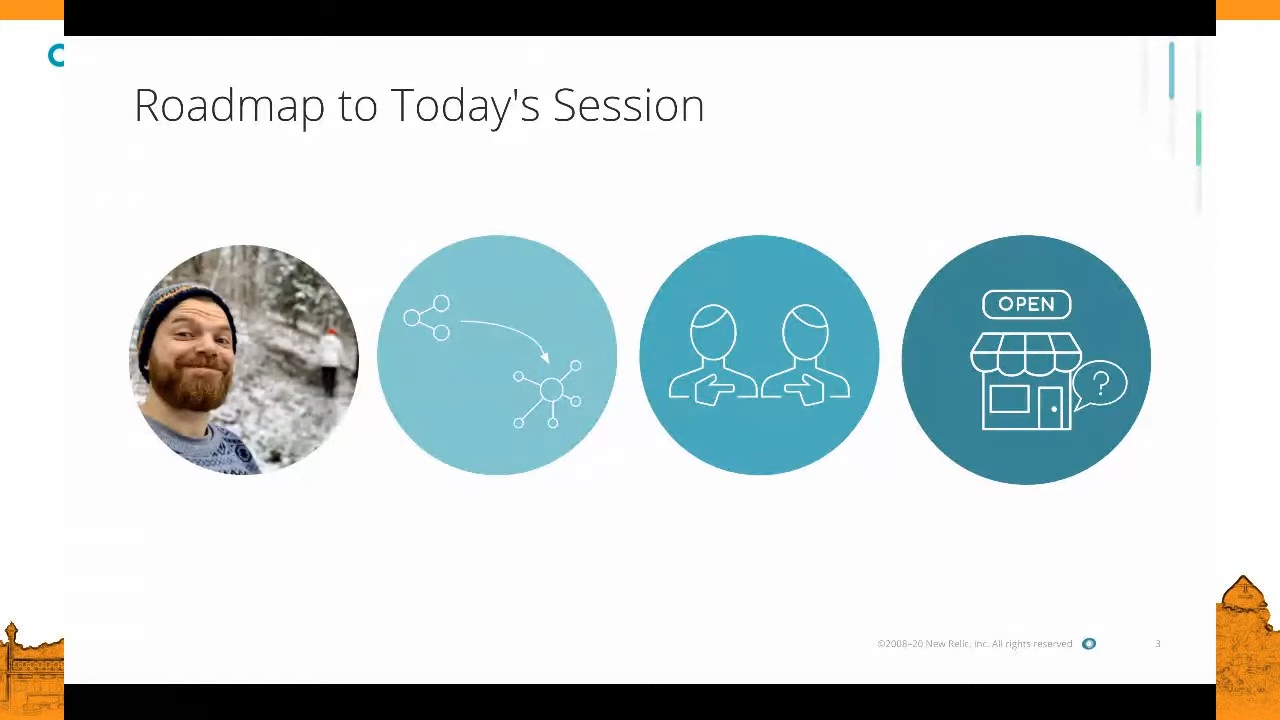 Roadmap to Today's Session
OPEN
?
©2008–20 New Relic, Inc. All rights reserved
3